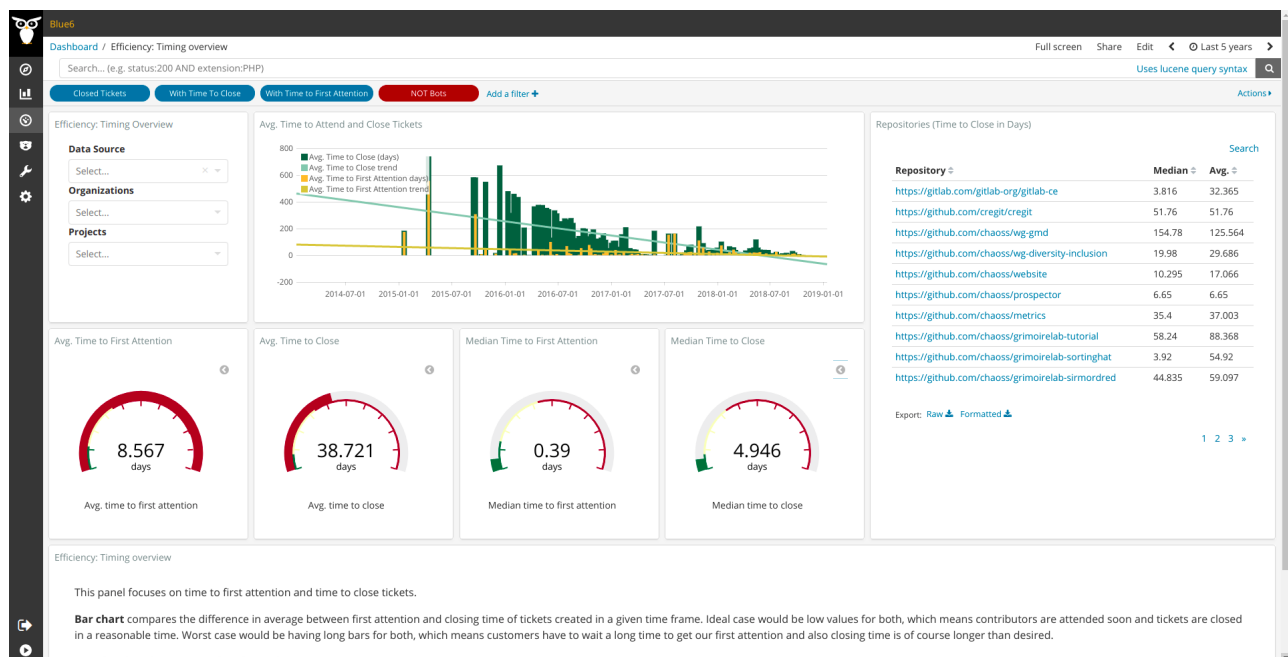 Blue6
Dashboard / Efficiency: Timing overview
Full screen Share Edit Last 5 years
Search... (e.g. status:200 AND extension:PHP)
Uses lucene query syntax
Closed Tickets With Time To Close With Time to First Attention NOT Bots Add a filter
Actions
Efficiency: Timing Overview
Data Source
Select...
Organizations
Select...
Projects
Select...
Avg. Time to Attend and Close Tickets
Avg. Time to Close (days)
Avg. Time to Close trend
Avg. Time to First Attention days)
Avg. Time to First Attention trend
800
600
400
200
0
-200
2014-07-01 2015-01-01 2015-07-01 2016-01-01 2016-07-01 2017-01-01 2017-07-01 2018-01-01 2018-07-01 2019-01-01
Repositories (Time to Close in Days)
Search
Repository Median Avg.
https://gitlab.com/gitlab-org/gitlab-ce 3.816 32.365
https://github.com/cregit/cregit 51.76 51.76
https://github.com/chaoss/wg-gmd 154.78 125.564
https://github.com/chaoss/wg-diversity-inclusion 19.98 29.686
https://github.com/chaoss/website 10.295 17.066
https://github.com/chaoss/prospector 6.65 6.65
https://github.com/chaoss/metrics 35.4 37.003
https://github.com/chaoss/grimoirelab-tutorial 58.24 88.368
https://github.com/chaoss/grimoirelab-sortinghat 3.92 54.92
https://github.com/chaoss/grimoirelab-sirmordred 44.835 59.097
Export: Raw Formatted
1 2 3 »
Avg. Time to First Attention
8.567
days
Avg. time to first attention
Avg. Time to Close
38.721
days
Avg. time to close
Median Time to First Attention
0.39
days
Median time to first attention
Median Time to Close
4.946
days
Median time to close
Efficiency: Timing overview
This panel focuses on time to first attention and time to close tickets.
Bar chart compares the difference in average between first attention and closing time of tickets created in a given time frame. Ideal case would be low values for both, which means contributors are attended soon and tickets are closed
in a reasonable time. Worst case would be having long bars for both, which means customers have to wait a long time to get our first attention and also closing time is of course longer than desired.